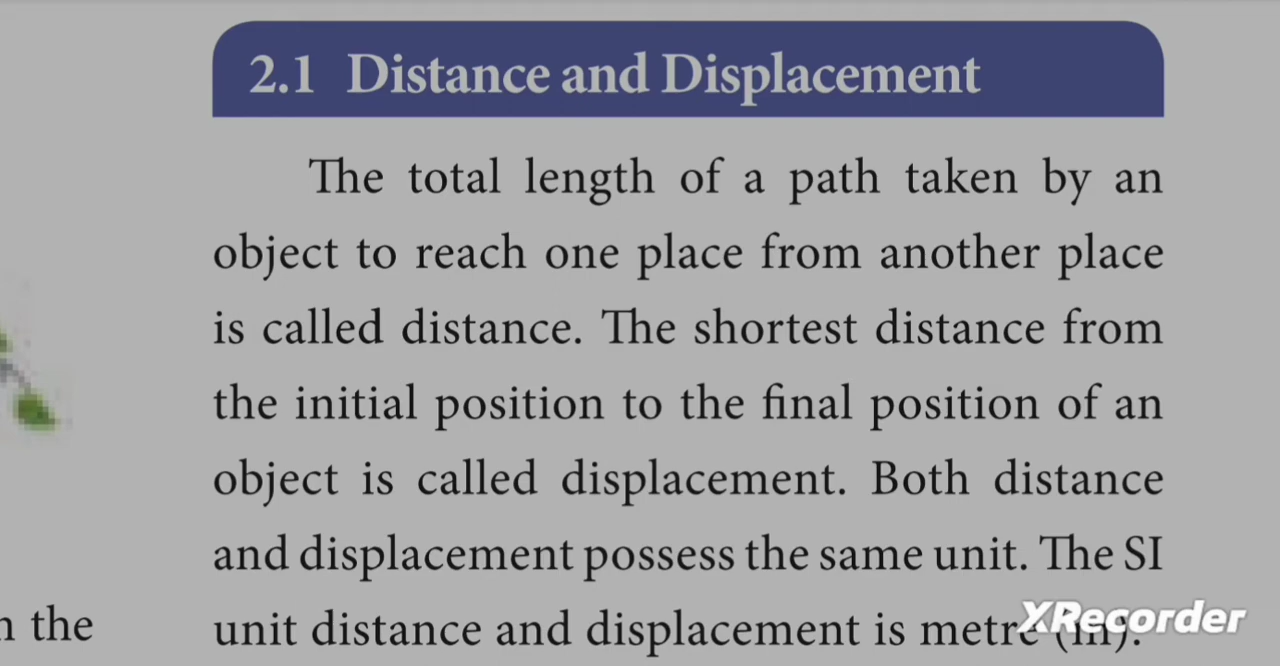 2.1 Distance and Displacement
The total length of a path taken by an
object to reach one place from another place
is called distance. The shortest distance from
the initial position to the final position of an
object is called displacement. Both distance
and displacement possess the same unit. The SI
n the
unit distance and displacement is metre (m).
XRecorder